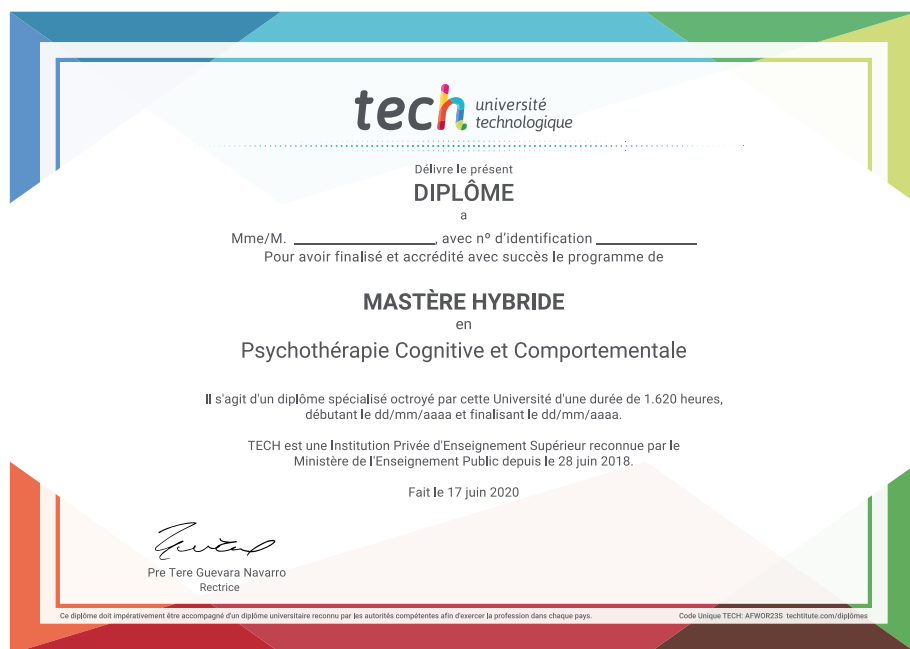 tech université
technologique
Délivre le présent
DIPLÔME
a
Mme/M. ____________, avec nº d'identification ____________
Pour avoir finalisé et accrédité avec succès le programme de
MASTÈRE HYBRIDE
en
Psychothérapie Cognitive et Comportementale
Il s'agit d'un diplôme spécialisé octroyé par cette Université d'une durée de 1.620 heures,
débutant le dd/mm/aaaa et finalisant le dd/mm/aaaa.
TECH est une Institution Privée d'Enseignement Supérieur reconnue par le
Ministère de l'Enseignement Public depuis le 28 juin 2018.
Fait le 17 juin 2020
Pre Tere Guevara Navarro
Rectrice
Ce diplôme doit impérativement être accompagné d'un diplôme universitaire reconnu par les autorités compétentes afin d'exercer la profession dans chaque pays.
Code Unique TECH: AFWOR23S techtitute.com/diplômes